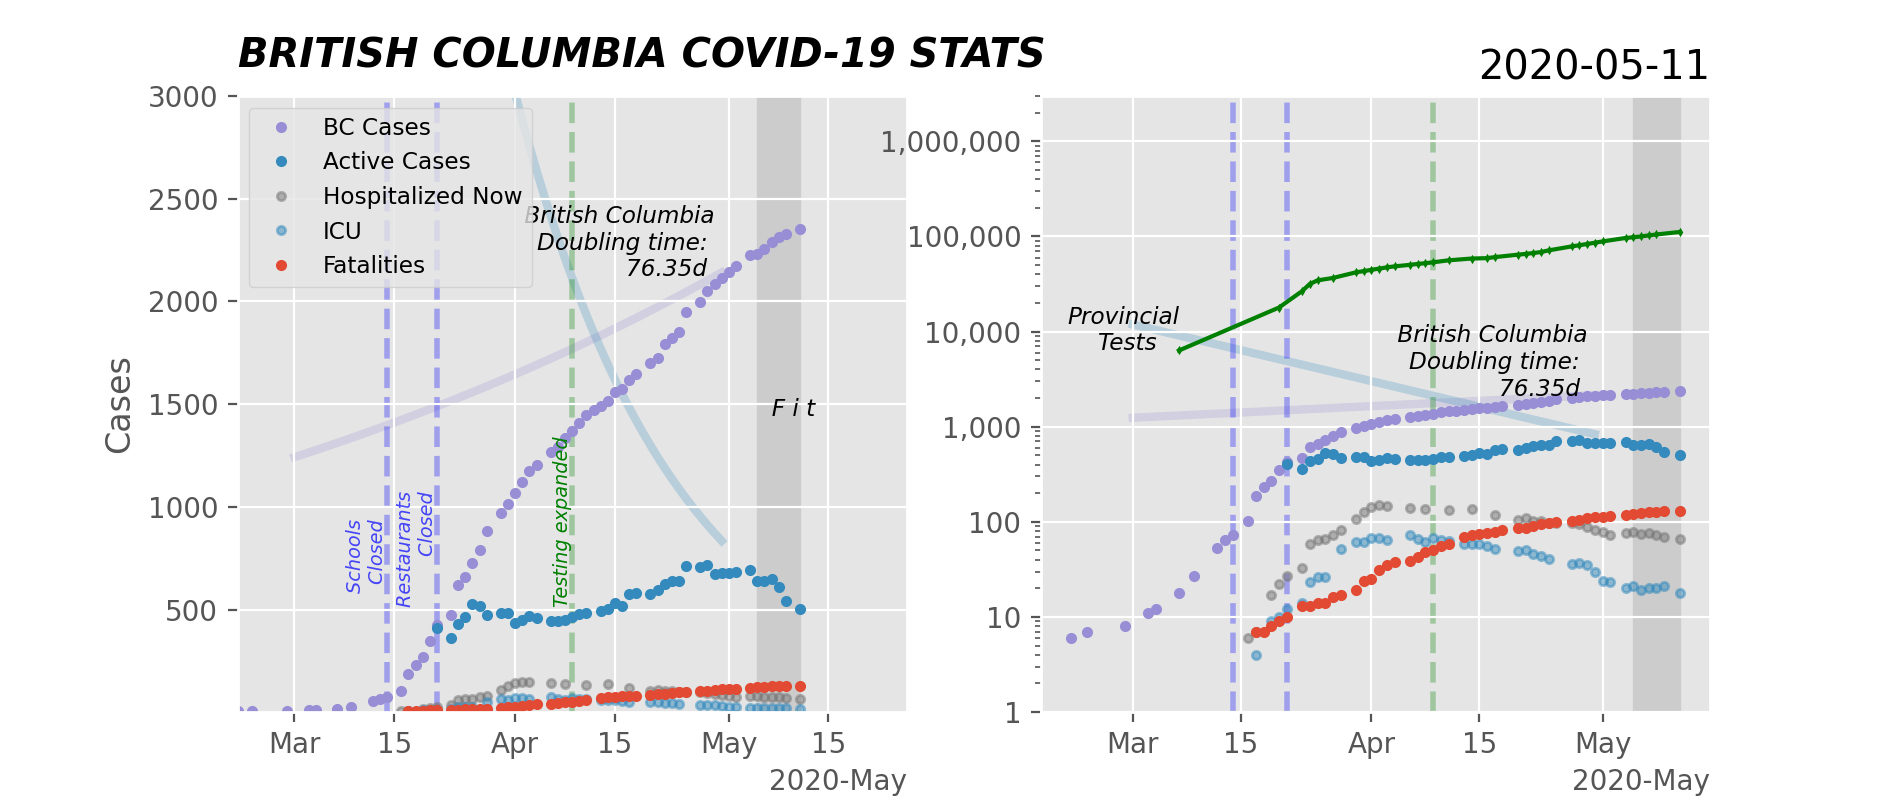 BRITISH COLUMBIA COVID-19 STATS
2020-05-11
3000
2500
2000
1500
1000
500
Cases
BC Cases
Active Cases
Hospitalized Now
ICU
Fatalities
British Columbia
Doubling time:
76.35d
F i t
Schools
Closed
Restaurants
Closed
Testing expanded
Mar
15
Apr
15
May
15
2020-May
1,000,000
100,000
10,000
1,000
100
10
1
Provincial
Tests
British Columbia
Doubling time:
76.35d
Mar
15
Apr
15
May
2020-May